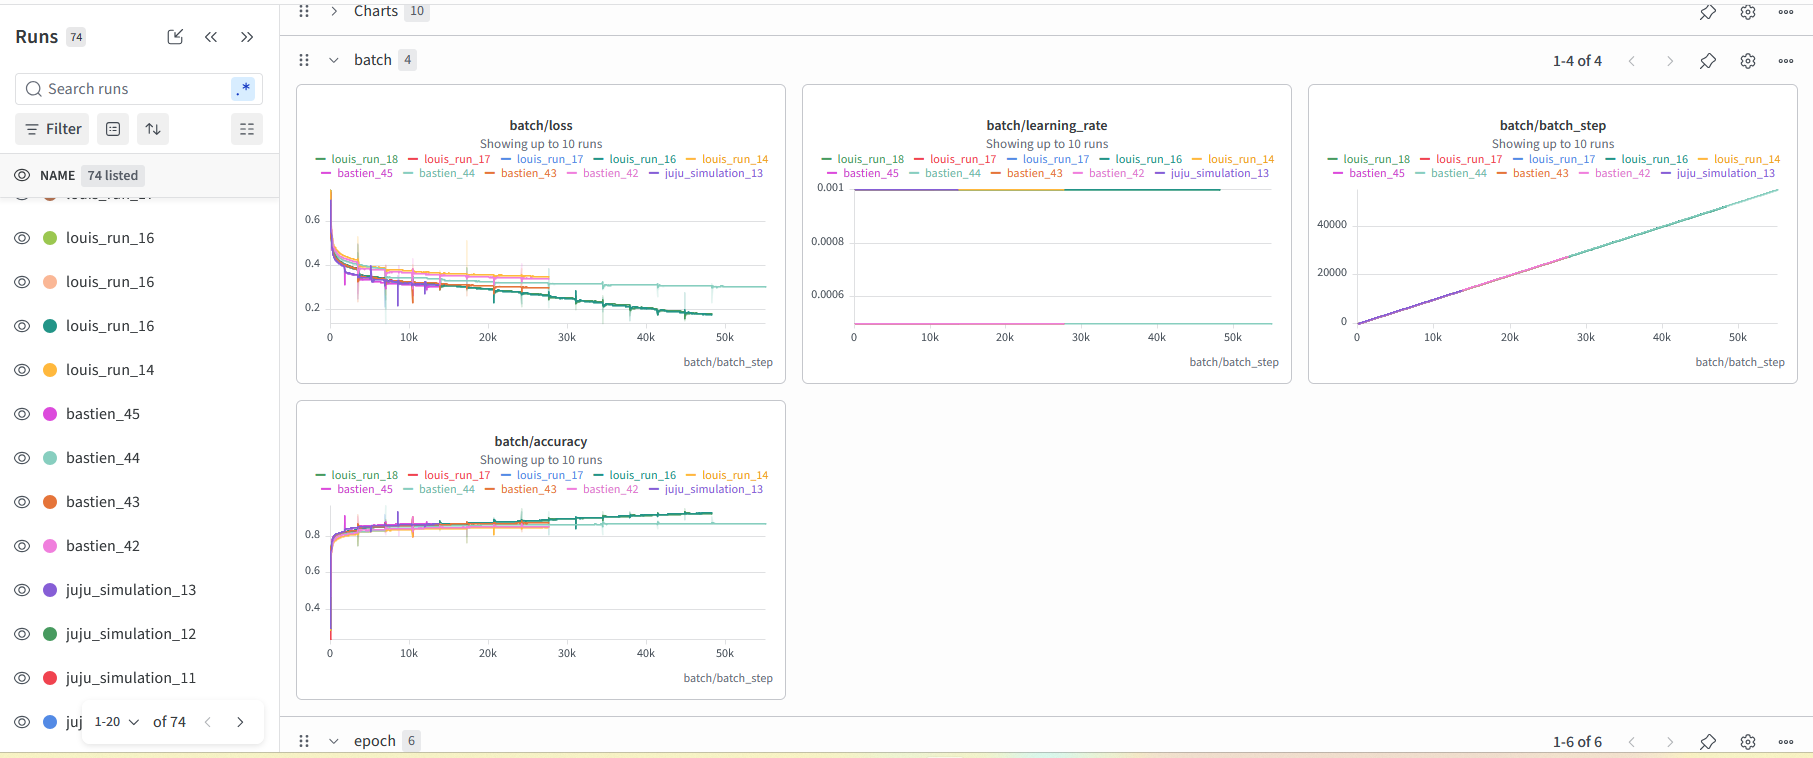 Runs 74
Search runs .*
Filter
NAME 74 listed
louis_run_16
louis_run_16
louis_run_16
louis_run_14
bastien_45
bastien_44
bastien_43
bastien_42
juju_simulation_13
juju_simulation_12
juju_simulation_11
juj 1-20 of 74
Charts 10
batch 4 1-4 of 4
batch/loss
Showing up to 10 runs
louis_run_18 louis_run_17 louis_run_17 louis_run_16 louis_run_14
bastien_45 bastien_44 bastien_43 bastien_42 juju_simulation_13
0.6
0.4
0.2
0 10k 20k 30k 40k 50k
batch/batch_step
batch/learning_rate
Showing up to 10 runs
louis_run_18 louis_run_17 louis_run_17 louis_run_16 louis_run_14
bastien_45 bastien_44 bastien_43 bastien_42 juju_simulation_13
0.001
0.0008
0.0006
0 10k 20k 30k 40k 50k
batch/batch_step
batch/batch_step
Showing up to 10 runs
louis_run_18 louis_run_17 louis_run_17 louis_run_16 louis_run_14
bastien_45 bastien_44 bastien_43 bastien_42 juju_simulation_13
40000
20000
0
0 10k 20k 30k 40k 50k
batch/batch_step
batch/accuracy
Showing up to 10 runs
louis_run_18 louis_run_17 louis_run_17 louis_run_16 louis_run_14
bastien_45 bastien_44 bastien_43 bastien_42 juju_simulation_13
0.8
0.6
0.4
0 10k 20k 30k 40k 50k
batch/batch_step
epoch 6 1-6 of 6